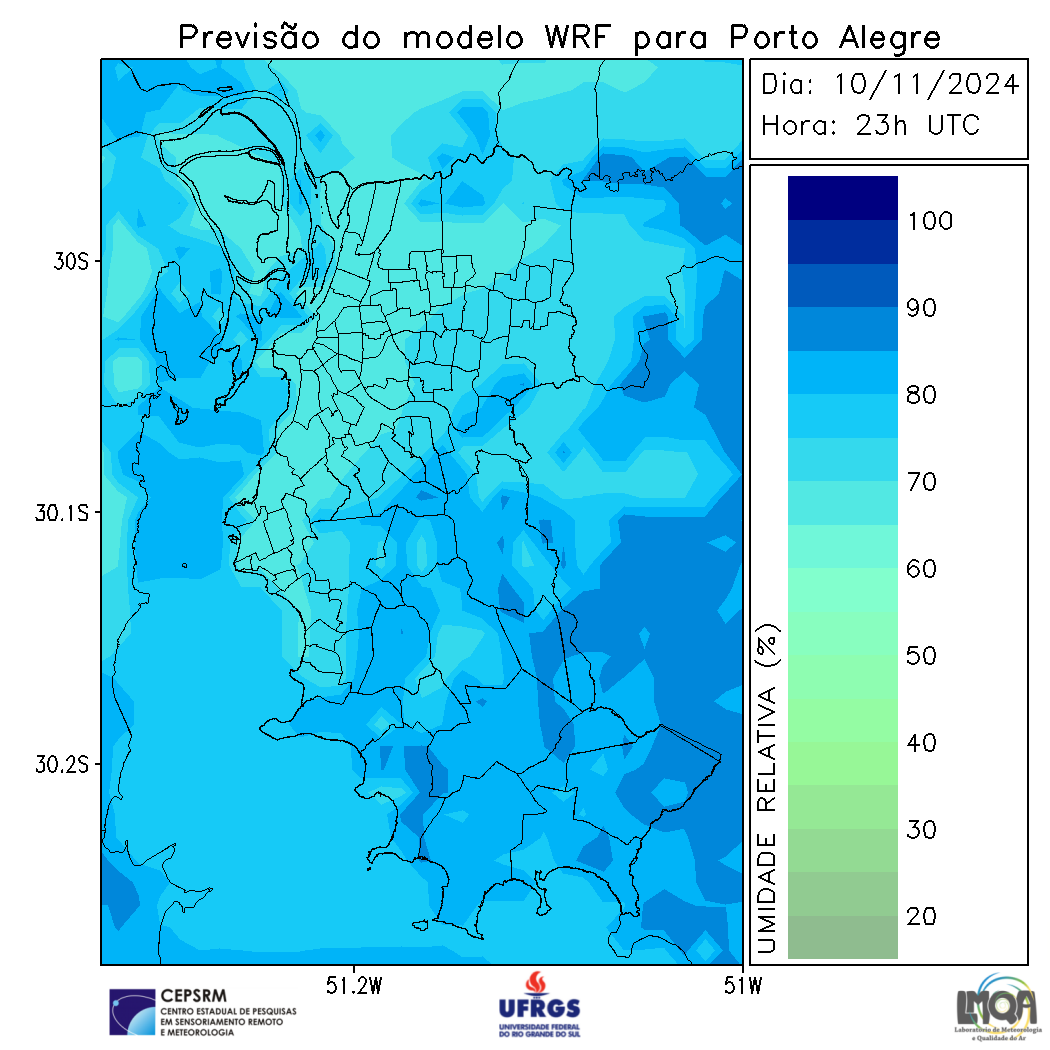 Previsão do modelo WRF para Porto Alegre
Dia: 10/11/2024
Hora: 23h UTC
30S
30.1S
30.2S
51.2W
51W
UMIDADE RELATIVA (%)
100
90
80
70
60
50
40
30
20
CEPSRM
CENTRO ESTADUAL DE PESQUISAS
EM SENSORIAMENTO REMOTO
E METEOROLOGIA
UFRGS
UNIVERSIDADE FEDERAL
DO RIO GRANDE DO SUL
LMQA
Laboratório de Meteorologia
e Qualidade do Ar